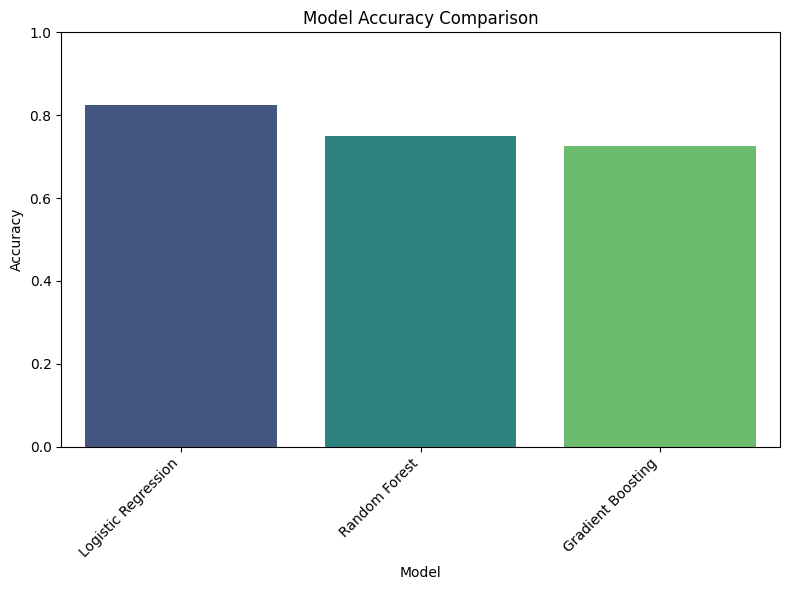 Model Accuracy Comparison
1.0
0.8
0.6
0.4
0.2
0.0
Accuracy
Logistic Regression
Random Forest
Gradient Boosting
Model